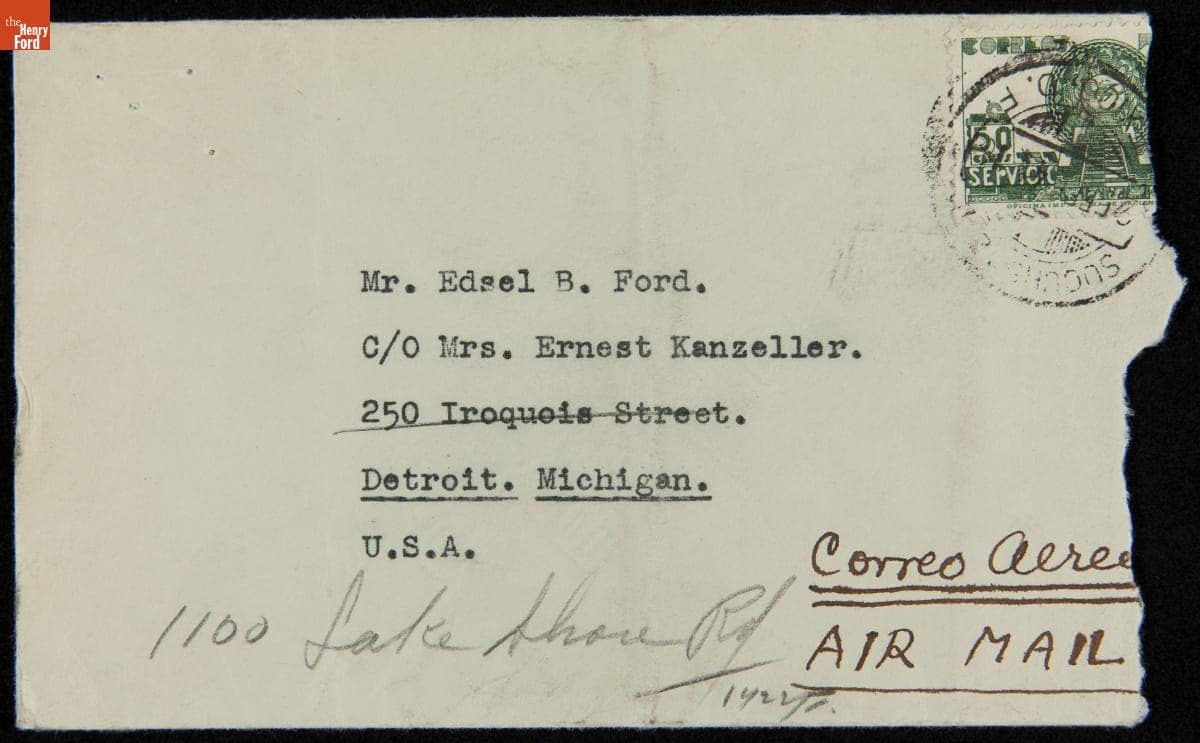 the
Henry
Ford
CORREO
50
SERVICIO
Mr. Edsel B. Ford.
C/O Mrs. Ernest Kanzeller.
250 Iroquois Street.
Detroit. Michigan.
U.S.A.
Correo Aereo
AIR MAIL
1100 Lake Shore Rd